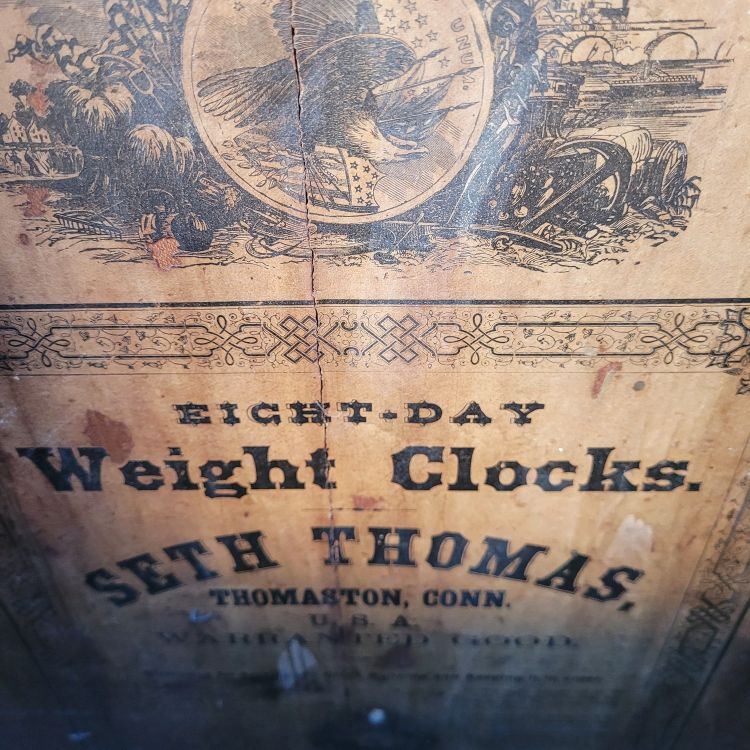 UNUM.
EIGHT-DAY
Weight Clocks.
SETH THOMAS,
THOMASTON, CONN.
U.S.A.
WARRANTED GOOD.